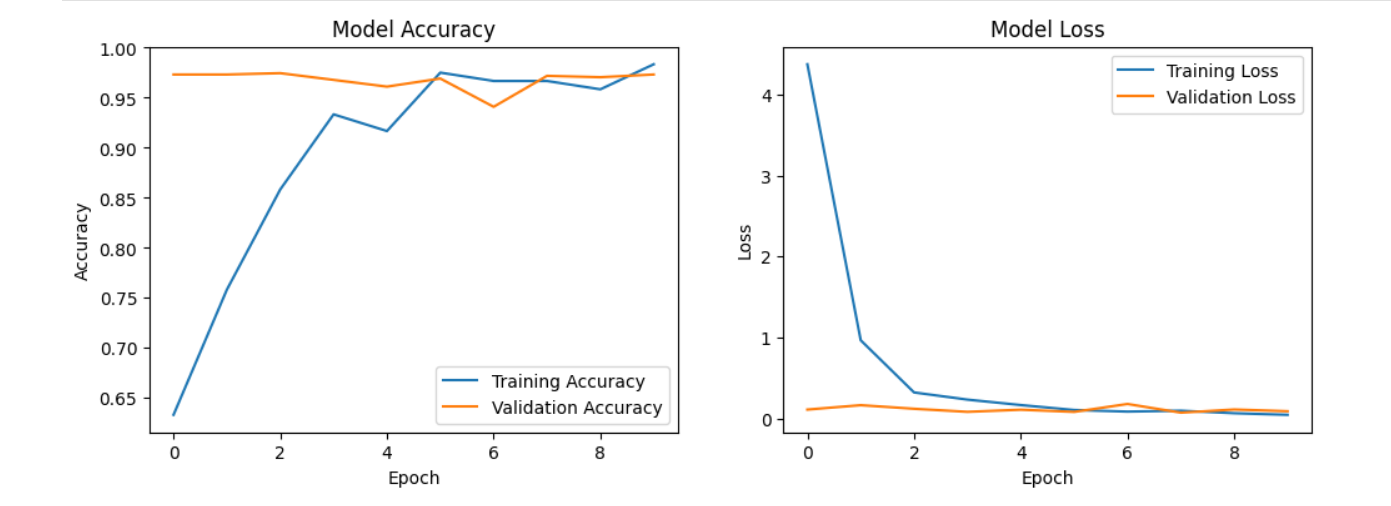 Model Accuracy
1.00
0.95
0.90
0.85
0.80
0.75
0.70
0.65
Accuracy
Training Accuracy
Validation Accuracy
0 2 4 6 8
Epoch
Model Loss
Training Loss
Validation Loss
4
3
2
1
0
Loss
0 2 4 6 8
Epoch